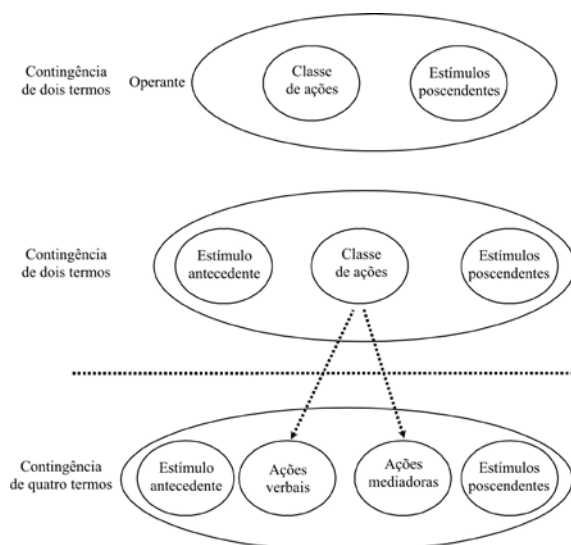 Contingência
de dois termos
Operante
Classe
de ações
Estímulos
poscendentes
Contingência
de dois termos
Estímulo
antecedente
Classe
de ações
Estímulos
poscendentes
Contingência
de quatro termos
Estímulo
antecedente
Ações
verbais
Ações
mediadoras
Estímulos
poscendentes